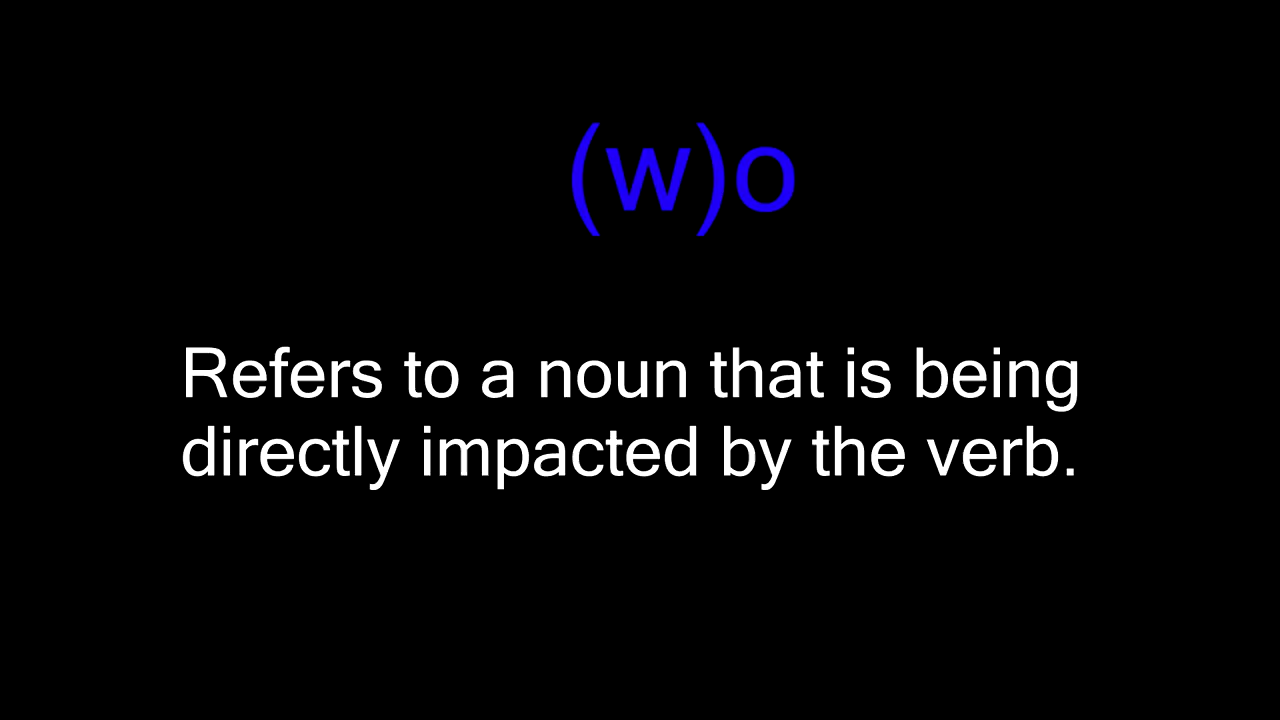 (w)o
Refers to a noun that is being
directly impacted by the verb.